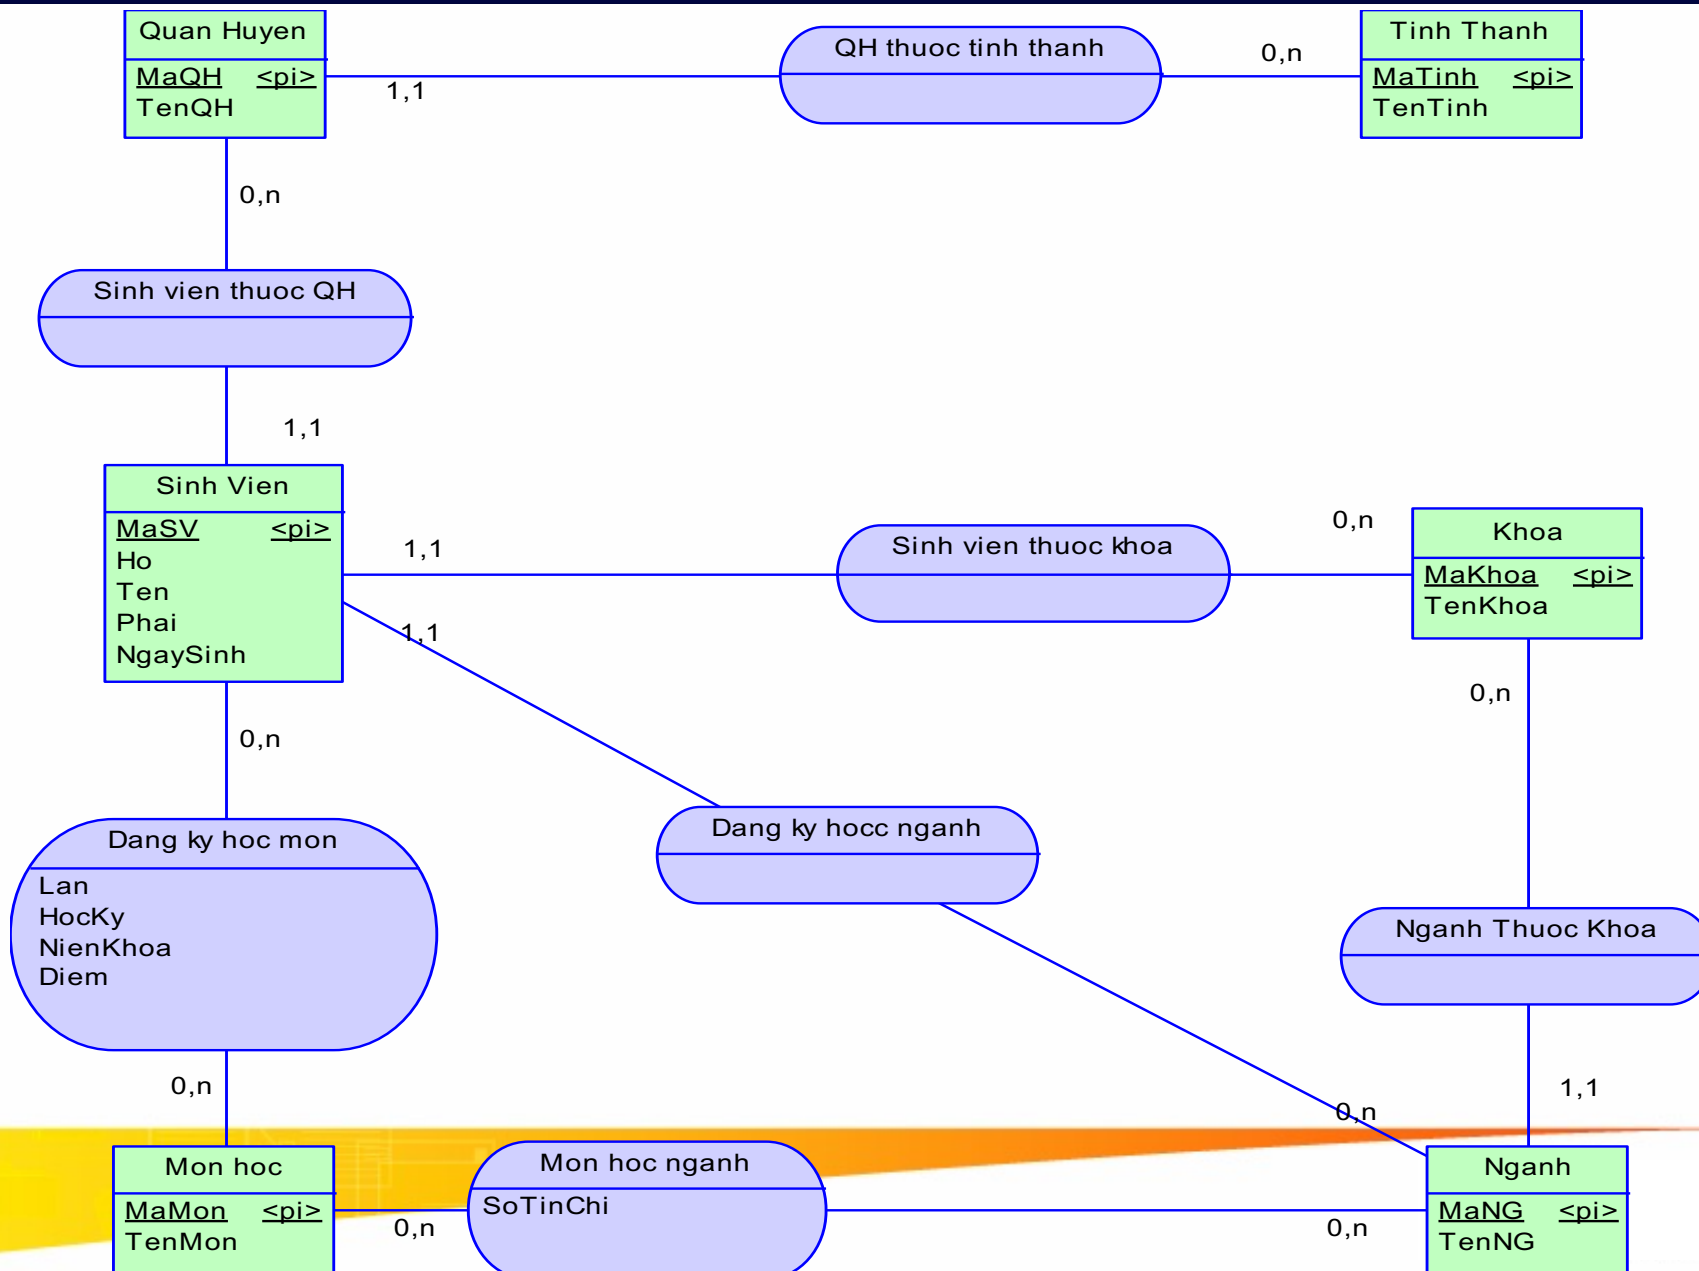 Quan Huyen
MaQH <pi>
TenQH
1,1
QH thuoc tinh thanh
0,n
Tinh Thanh
MaTinh <pi>
TenTinh
0,n
Sinh vien thuoc QH
1,1
Sinh Vien
MaSV <pi>
Ho
Ten
Phai
NgaySinh
1,1
Sinh vien thuoc khoa
0,n
Khoa
MaKhoa <pi>
TenKhoa
1,1
0,n
0,n
Dang ky hoc mon
Lan
HocKy
NienKhoa
Diem
Dang ky hocc nganh
Nganh Thuoc Khoa
0,n
0,n
1,1
Mon hoc
MaMon <pi>
TenMon
0,n
Mon hoc nganh
SoTinChi
0,n
Nganh
MaNG <pi>
TenNG